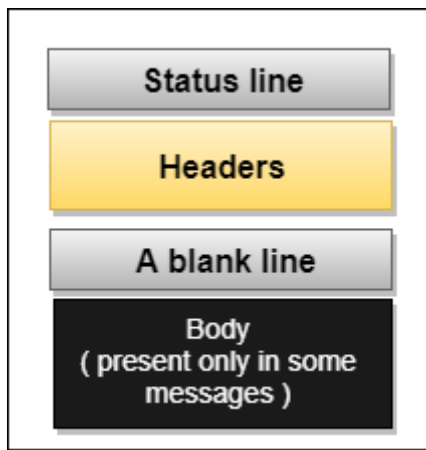 Status line
Headers
A blank line
Body
( present only in some
messages )